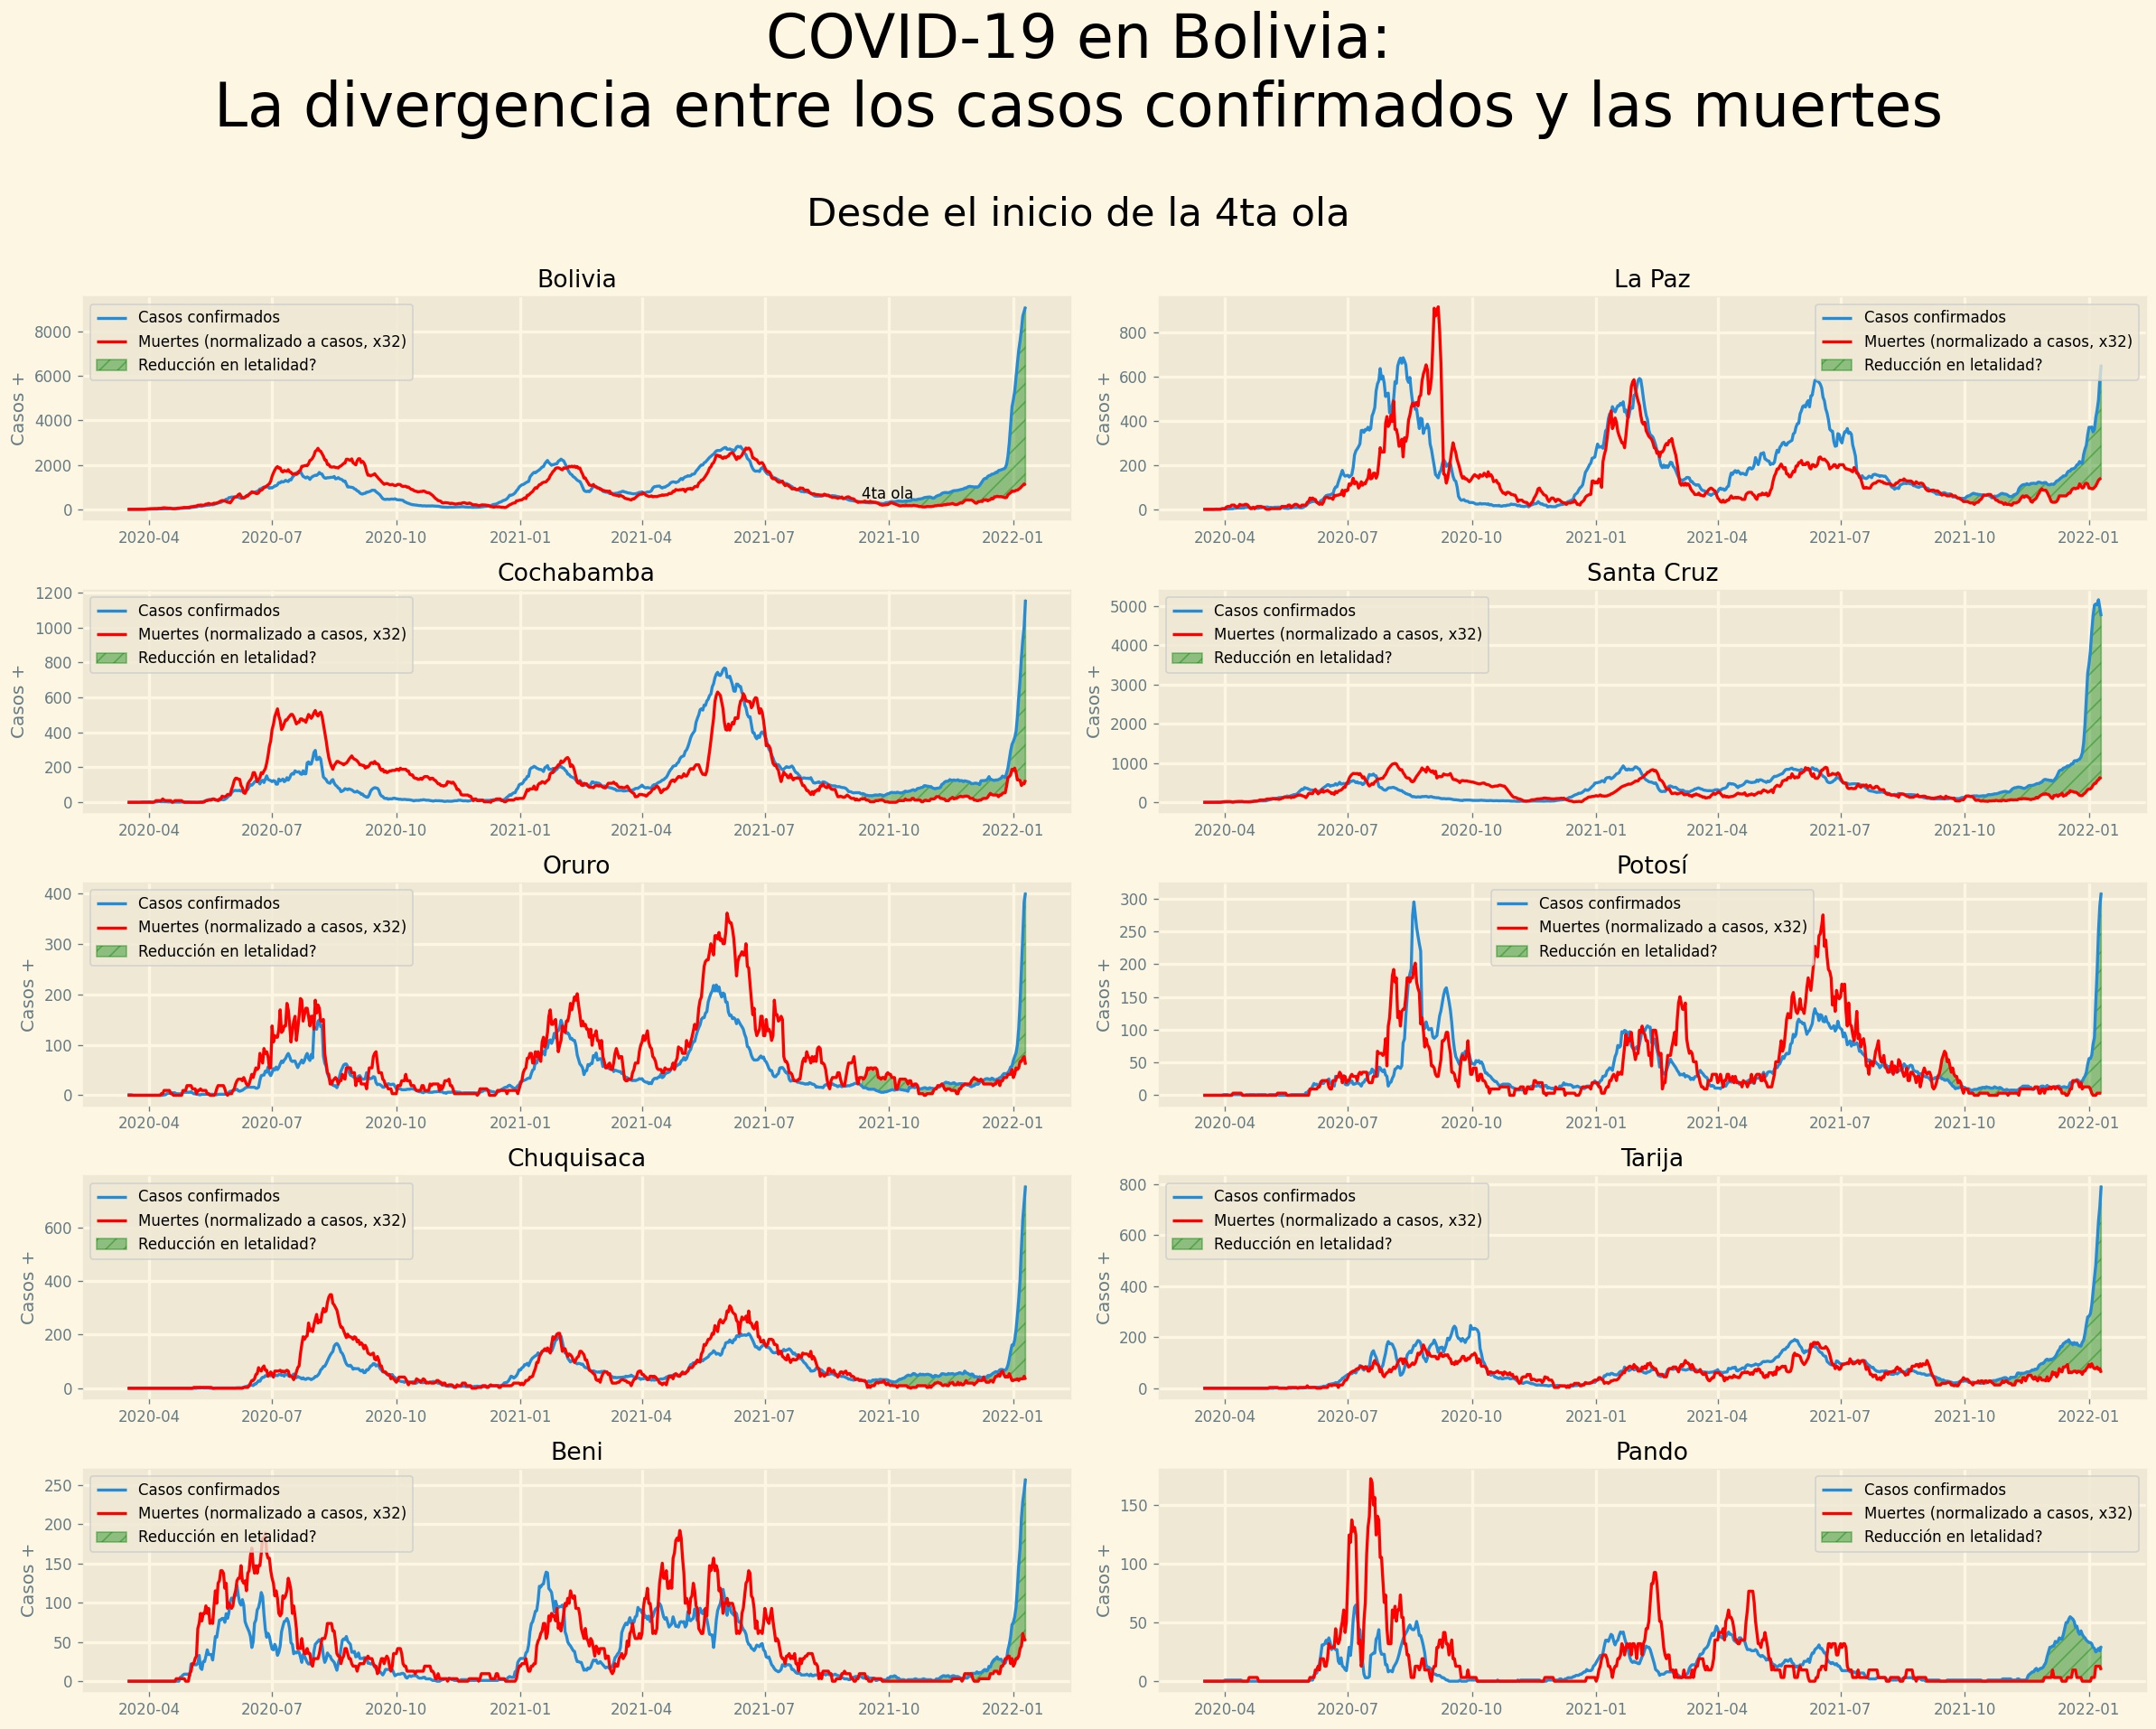 COVID-19 en Bolivia:
La divergencia entre los casos confirmados y las muertes
Desde el inicio de la 4ta ola
Bolivia
Casos confirmados
Muertes (normalizado a casos, x32)
Reducción en letalidad?
Casos +
8000
6000
4000
2000
0
4ta ola
2020-04 2020-07 2020-10 2021-01 2021-04 2021-07 2021-10 2022-01
La Paz
Casos confirmados
Muertes (normalizado a casos, x32)
Reducción en letalidad?
Casos +
800
600
400
200
0
2020-04 2020-07 2020-10 2021-01 2021-04 2021-07 2021-10 2022-01
Cochabamba
Casos confirmados
Muertes (normalizado a casos, x32)
Reducción en letalidad?
Casos +
1200
1000
800
600
400
200
0
2020-04 2020-07 2020-10 2021-01 2021-04 2021-07 2021-10 2022-01
Santa Cruz
Casos confirmados
Muertes (normalizado a casos, x32)
Reducción en letalidad?
Casos +
5000
4000
3000
2000
1000
0
2020-04 2020-07 2020-10 2021-01 2021-04 2021-07 2021-10 2022-01
Oruro
Casos confirmados
Muertes (normalizado a casos, x32)
Reducción en letalidad?
Casos +
400
300
200
100
0
2020-04 2020-07 2020-10 2021-01 2021-04 2021-07 2021-10 2022-01
Potosí
Casos confirmados
Muertes (normalizado a casos, x32)
Reducción en letalidad?
Casos +
300
250
200
150
100
50
0
2020-04 2020-07 2020-10 2021-01 2021-04 2021-07 2021-10 2022-01
Chuquisaca
Casos confirmados
Muertes (normalizado a casos, x32)
Reducción en letalidad?
Casos +
600
400
200
0
2020-04 2020-07 2020-10 2021-01 2021-04 2021-07 2021-10 2022-01
Tarija
Casos confirmados
Muertes (normalizado a casos, x32)
Reducción en letalidad?
Casos +
800
600
400
200
0
2020-04 2020-07 2020-10 2021-01 2021-04 2021-07 2021-10 2022-01
Beni
Casos confirmados
Muertes (normalizado a casos, x32)
Reducción en letalidad?
Casos +
250
200
150
100
50
0
2020-04 2020-07 2020-10 2021-01 2021-04 2021-07 2021-10 2022-01
Pando
Casos confirmados
Muertes (normalizado a casos, x32)
Reducción en letalidad?
Casos +
150
100
50
0
2020-04 2020-07 2020-10 2021-01 2021-04 2021-07 2021-10 2022-01